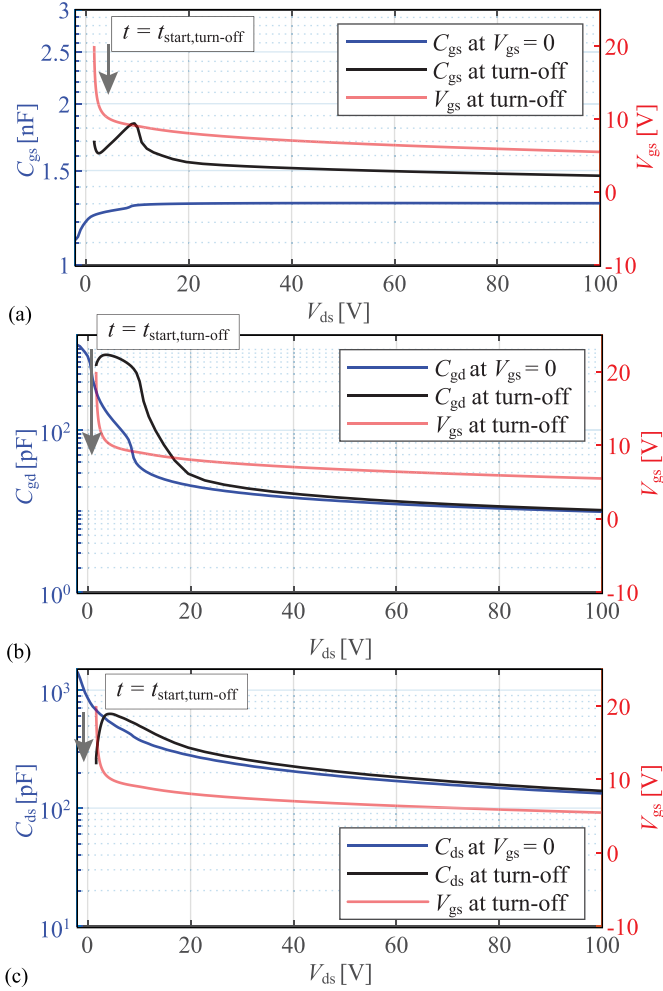 t = t_start,turn-off
C_gs at V_gs = 0
C_gs at turn-off
V_gs at turn-off
3
2.5
2
1.5
1
C_gs [nF]
20
10
0
-10
V_gs [V]
0 20 40 60 80 100
V_ds [V]
(a)
t = t_start,turn-off
C_gd at V_gs = 0
C_gd at turn-off
V_gs at turn-off
10^2
10^0
C_gd [pF]
20
10
0
-10
V_gs [V]
0 20 40 60 80 100
V_ds [V]
(b)
t = t_start,turn-off
10^3
10^2
10^1
C_ds [pF]
20
10
0
-10
V_gs [V]
C_ds at V_gs = 0
C_ds at turn-off
V_gs at turn-off
0 20 40 60 80 100
V_ds [V]
(c)